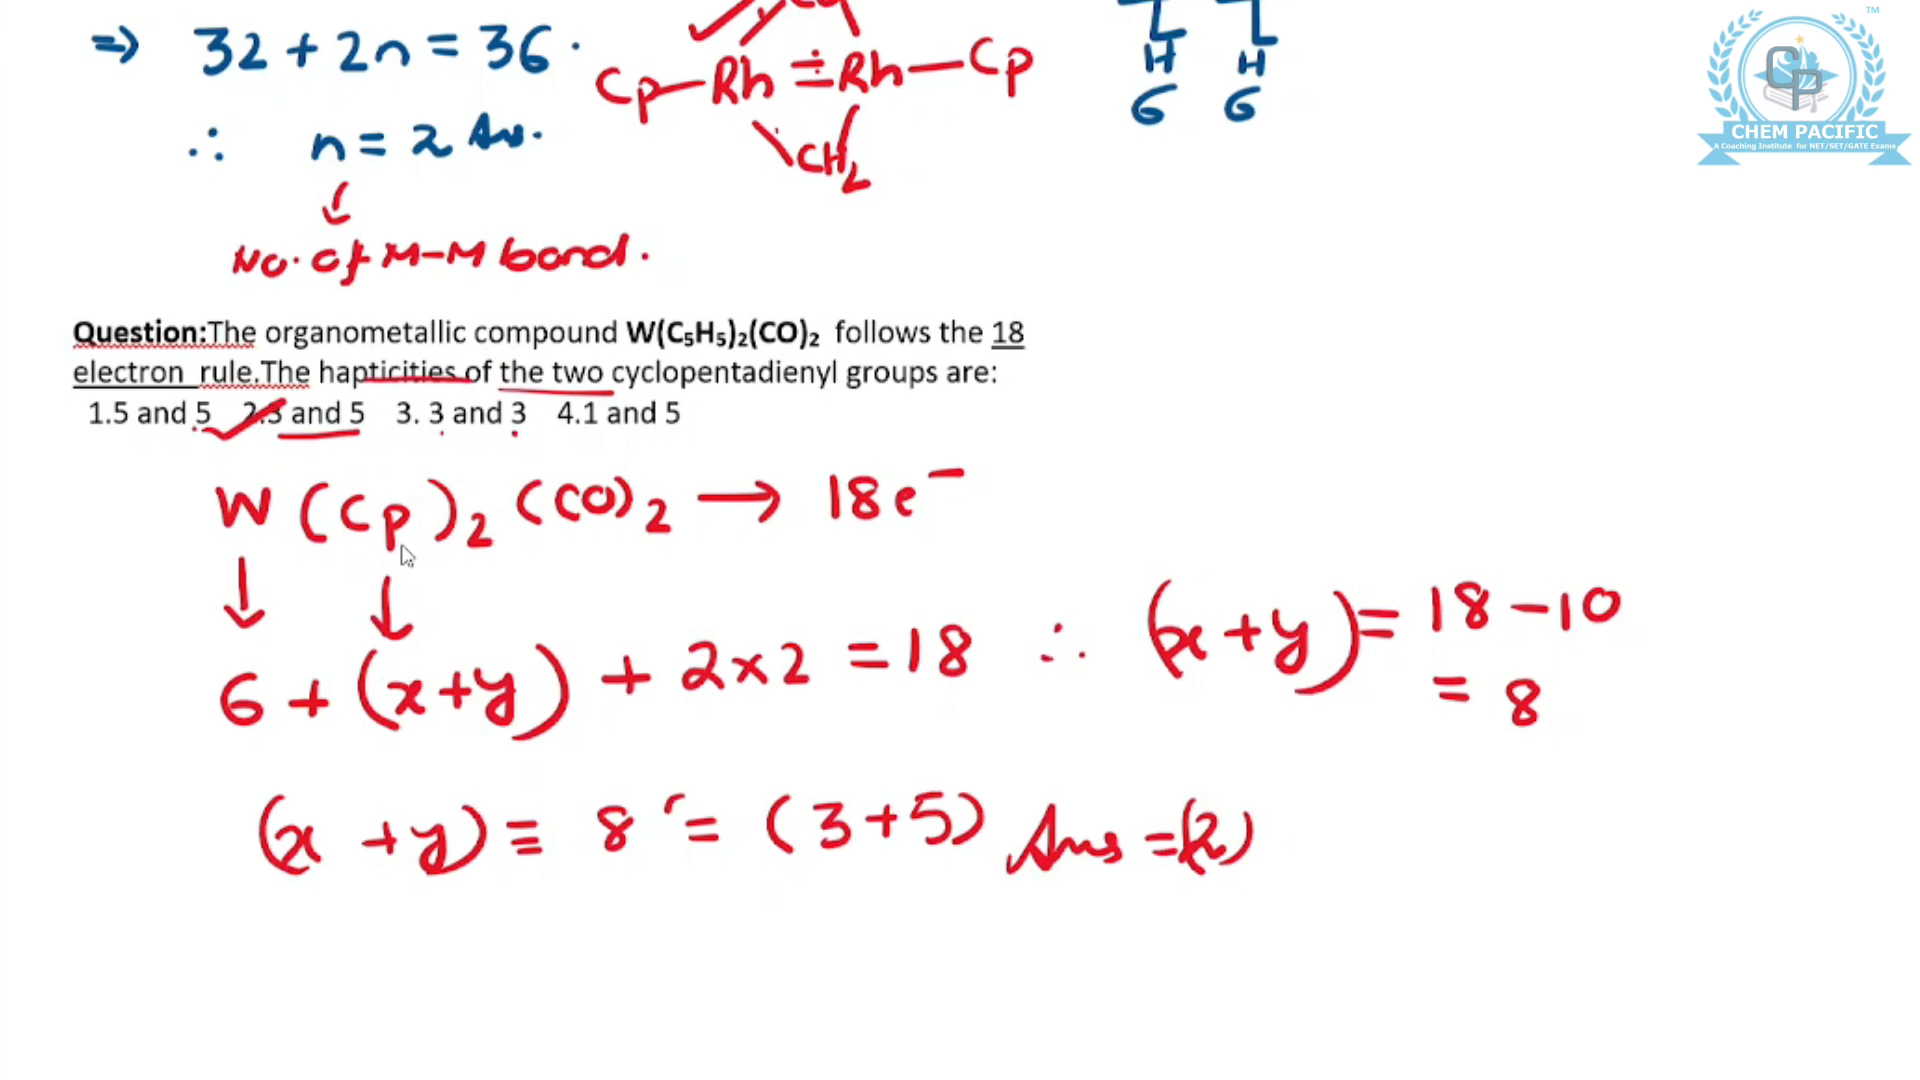 ⇒ 32 + 2n = 36.
Cp—Rh = Rh—Cp
H H
6 6
∴ n = 2 Ans.
CH2
No. of M-M bond.
TM
CP
CHEM PACIFIC
A Coaching Institute for NET/SET/GATE Exams
Question:The organometallic compound W(C5H5)2(CO)2 follows the 18
electron rule.The hapticities of the two cyclopentadienyl groups are:
1.5 and 5 2.3 and 5 3. 3 and 3 4.1 and 5
W (Cp)2 (CO)2 → 18e⁻
6 + (x+y) + 2×2 = 18 ∴ (x+y) = 18 - 10
= 8
(x + y) = 8 = (3+5) Ans = (2)